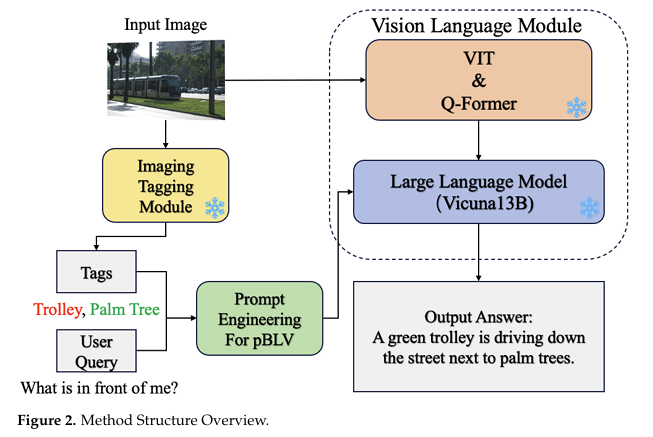 Input Image
Vision Language Module
VIT
&
Q-Former
Imaging
Tagging
Module
Large Language Model
(Vicuna13B)
Tags
Trolley, Palm Tree
User
Query
What is in front of me?
Prompt
Engineering
For pBLV
Output Answer:
A green trolley is driving down
the street next to palm trees.
Figure 2. Method Structure Overview.